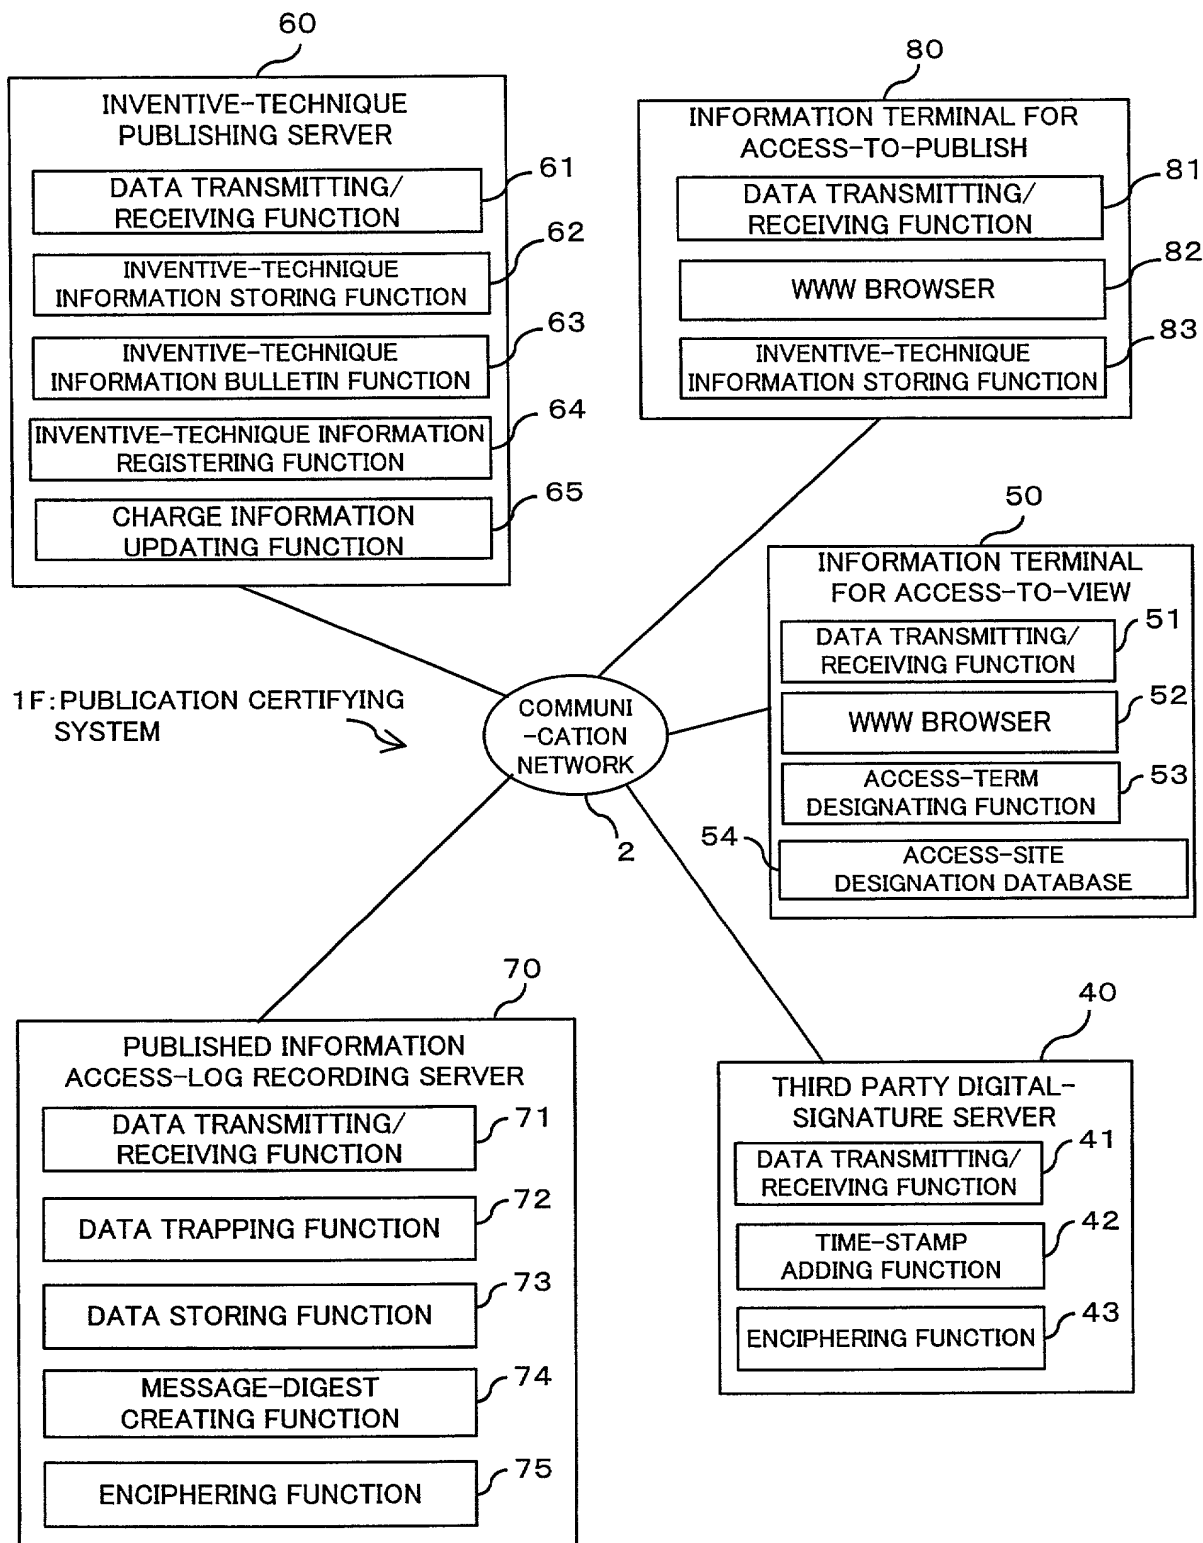 60
INVENTIVE-TECHNIQUE
PUBLISHING SERVER
DATA TRANSMITTING/
RECEIVING FUNCTION
61
INVENTIVE-TECHNIQUE
INFORMATION STORING FUNCTION
62
INVENTIVE-TECHNIQUE
INFORMATION BULLETIN FUNCTION
63
INVENTIVE-TECHNIQUE INFORMATION
REGISTERING FUNCTION
64
CHARGE INFORMATION
UPDATING FUNCTION
65
80
INFORMATION TERMINAL FOR
ACCESS-TO-PUBLISH
DATA TRANSMITTING/
RECEIVING FUNCTION
81
WWW BROWSER
82
INVENTIVE-TECHNIQUE
INFORMATION STORING FUNCTION
83
50
INFORMATION TERMINAL
FOR ACCESS-TO-VIEW
DATA TRANSMITTING/
RECEIVING FUNCTION
51
WWW BROWSER
52
ACCESS-TERM
DESIGNATING FUNCTION
53
54
ACCESS-SITE
DESIGNATION DATABASE
1F:PUBLICATION CERTIFYING
SYSTEM
COMMUNI
-CATION
NETWORK
2
70
PUBLISHED INFORMATION
ACCESS-LOG RECORDING SERVER
DATA TRANSMITTING/
RECEIVING FUNCTION
71
DATA TRAPPING FUNCTION
72
DATA STORING FUNCTION
73
MESSAGE-DIGEST
CREATING FUNCTION
74
ENCIPHERING FUNCTION
75
40
THIRD PARTY DIGITAL-
SIGNATURE SERVER
DATA TRANSMITTING/
RECEIVING FUNCTION
41
TIME-STAMP
ADDING FUNCTION
42
ENCIPHERING FUNCTION
43